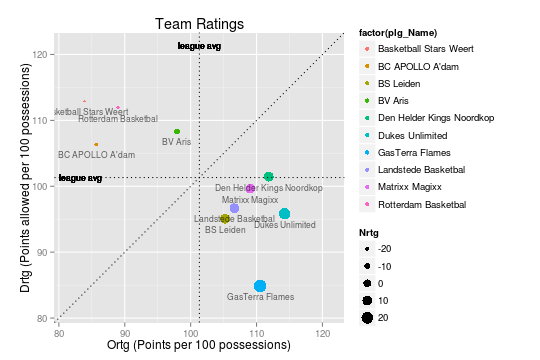 Team Ratings
league avg
120
110
100
90
80
Drtg (Points allowed per 100 possessions)
ketball Stars Weert
Rotterdam Basketbal
BV Aris
BC APOLLO A'dam
league avg
Den Helder Kings Noordkop
Matrixx Magixx
Landstede Basketbal
Dukes Unlimited
BS Leiden
GasTerra Flames
80
90
100
110
120
Ortg (Points per 100 possessions)
factor(plg_Name)
Basketball Stars Weert
BC APOLLO A'dam
BS Leiden
BV Aris
Den Helder Kings Noordkop
Dukes Unlimited
GasTerra Flames
Landstede Basketbal
Matrixx Magixx
Rotterdam Basketbal
Nrtg
-20
-10
0
10
20